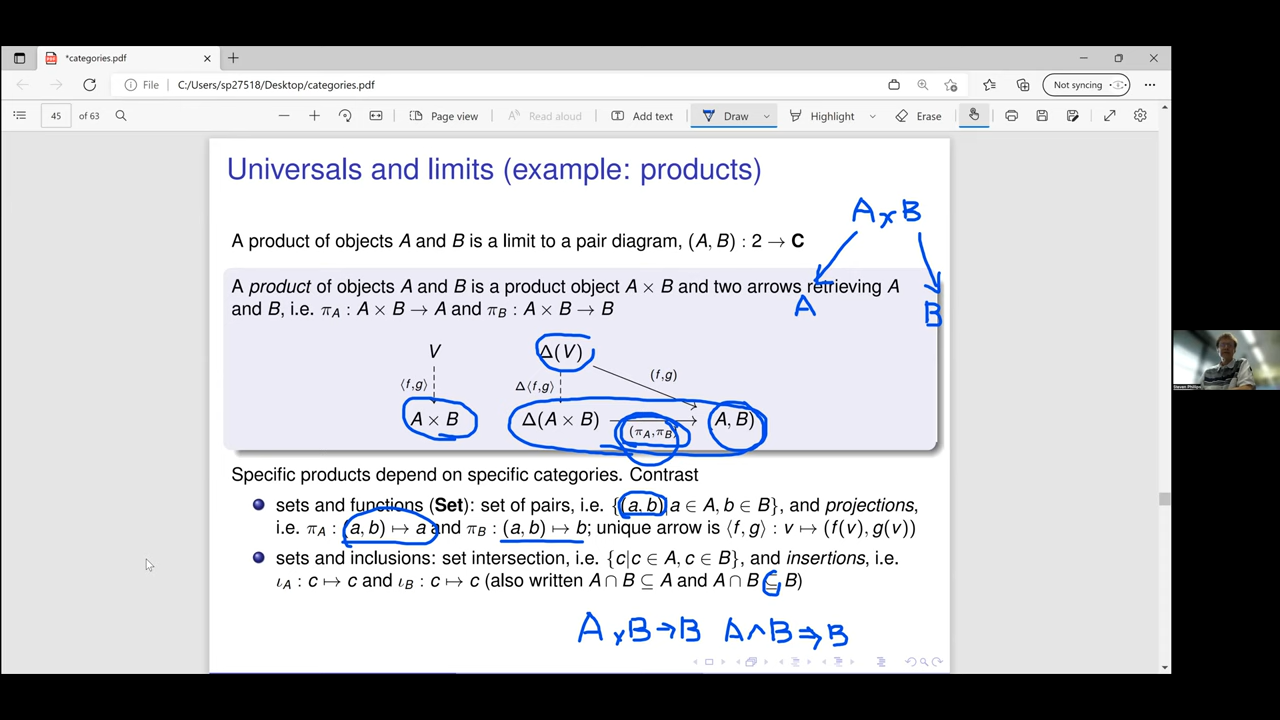 *categories.pdf
File C:/Users/sp27518/Desktop/categories.pdf Not syncing
45 of 63 Page view Read aloud Add text Draw Highlight Erase
Universals and limits (example: products)
A × B
A product of objects A and B is a limit to a pair diagram, (A, B) : 2 → C
A product of objects A and B is a product object A × B and two arrows retrieving A
and B, i.e. π_A : A × B → A and π_B : A × B → B
A B
V Δ(V)
⟨f,g⟩ Δ⟨f,g⟩ (f,g)
A × B Δ(A × B) (A, B)
(π_A,π_B)
Specific products depend on specific categories. Contrast
sets and functions (Set): set of pairs, i.e. {(a, b)|a ∈ A, b ∈ B}, and projections,
i.e. π_A : (a, b) ↦ a and π_B : (a, b) ↦ b; unique arrow is ⟨f, g⟩ : v ↦ (f(v), g(v))
sets and inclusions: set intersection, i.e. {c|c ∈ A, c ∈ B}, and insertions, i.e.
ι_A : c ↦ c and ι_B : c ↦ c (also written A ∩ B ⊆ A and A ∩ B ⊆ B)
A × B → B A ∧ B ⇒ B
Steven Phillips